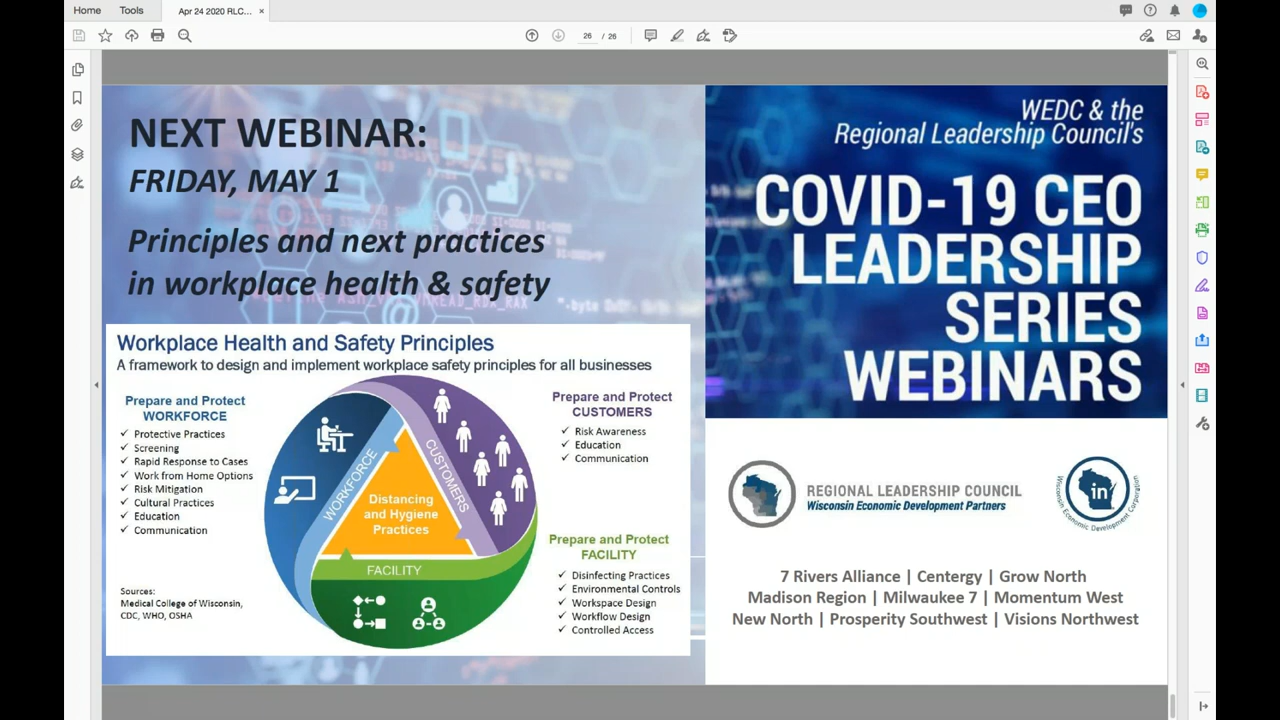 Home
Tools
Apr 24 2020 RLC... ×
26 / 26
NEXT WEBINAR:
FRIDAY, MAY 1
Principles and next practices
in workplace health & safety
Workplace Health and Safety Principles
A framework to design and implement workplace safety principles for all businesses
Prepare and Protect
WORKFORCE
✓ Protective Practices
✓ Screening
✓ Rapid Response to Cases
✓ Work from Home Options
✓ Risk Mitigation
✓ Cultural Practices
✓ Education
✓ Communication
Sources:
Medical College of Wisconsin,
CDC, WHO, OSHA
WORKFORCE
CUSTOMERS
FACILITY
Distancing
and Hygiene
Practices
Prepare and Protect
CUSTOMERS
✓ Risk Awareness
✓ Education
✓ Communication
Prepare and Protect
FACILITY
✓ Disinfecting Practices
✓ Environmental Controls
✓ Workspace Design
✓ Workflow Design
✓ Controlled Access
WEDC & the
Regional Leadership Council's
COVID-19 CEO
LEADERSHIP
SERIES
WEBINARS
REGIONAL LEADERSHIP COUNCIL
Wisconsin Economic Development Partners
WISCONSIN
in
Wisconsin Economic Development Corporation
7 Rivers Alliance | Centergy | Grow North
Madison Region | Milwaukee 7 | Momentum West
New North | Prosperity Southwest | Visions Northwest